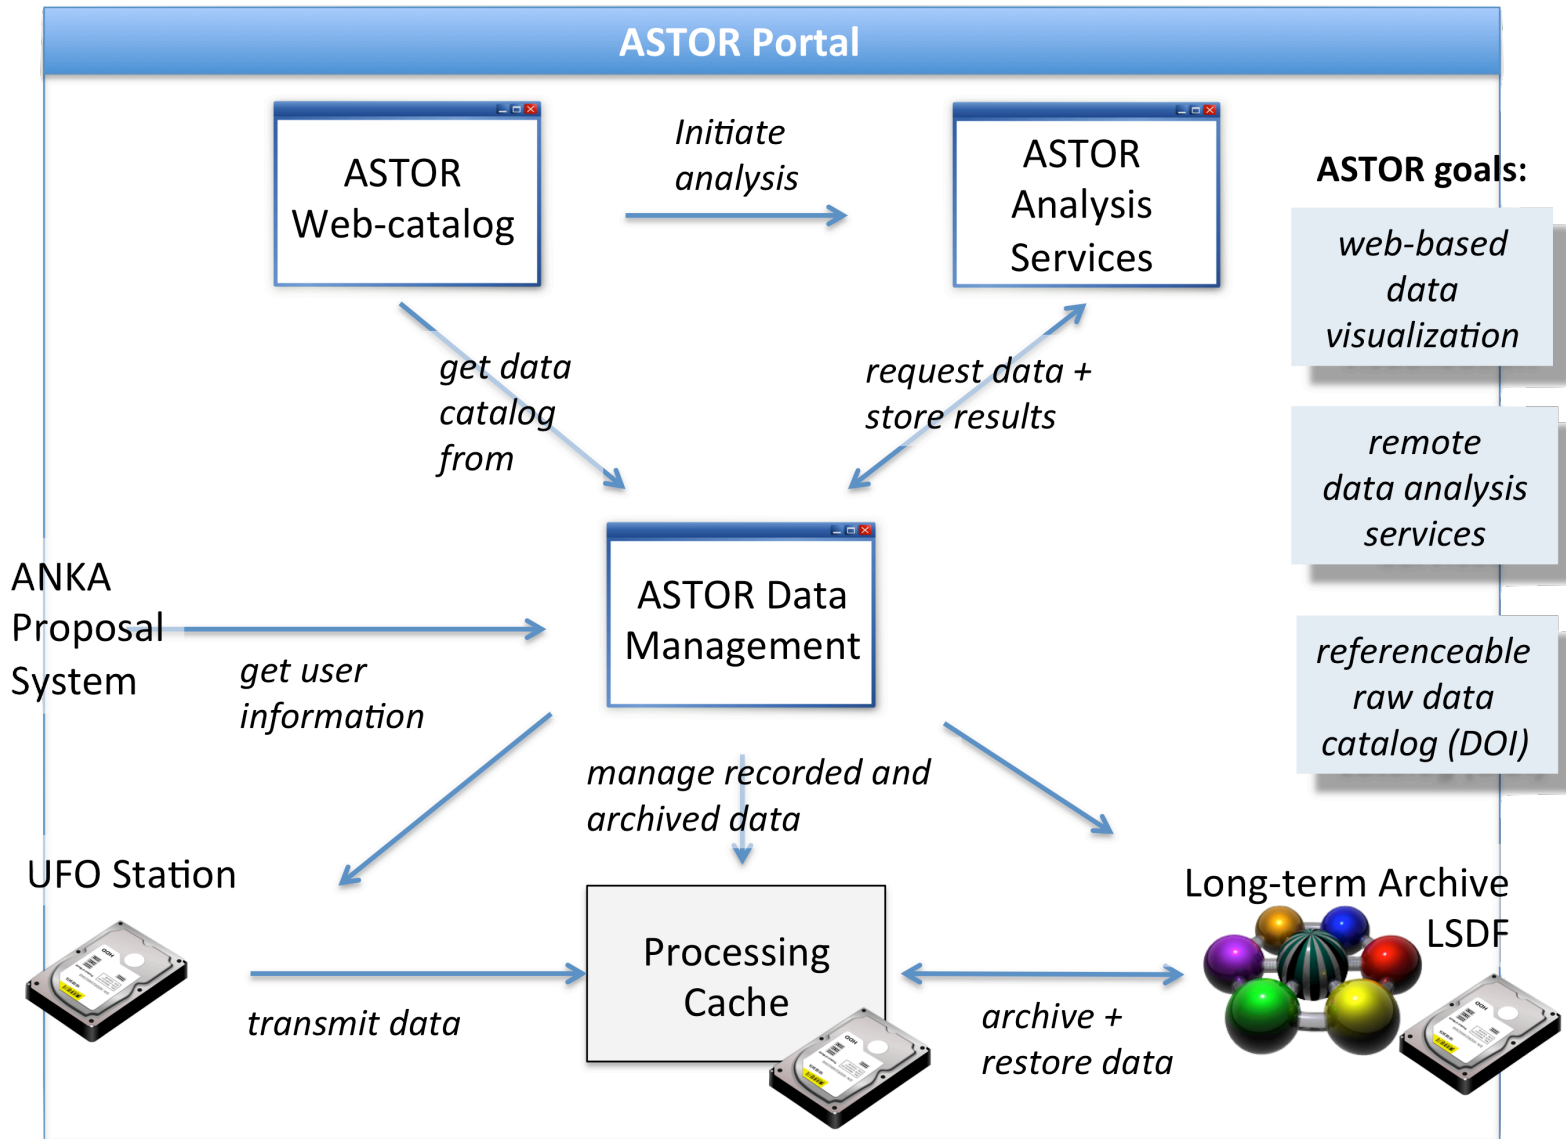 ASTOR Portal
ASTOR
Web-catalog
Initiate
analysis
ASTOR
Analysis
Services
ASTOR goals:
web-based
data
visualization
get data
catalog
from
request data +
store results
remote
data analysis
services
ANKA
Proposal
System
get user
information
ASTOR Data
Management
referenceable
raw data
catalog (DOI)
manage recorded and
archived data
UFO Station
Long-term Archive
LSDF
Processing
Cache
transmit data
archive +
restore data
HDD
HDD
HDD